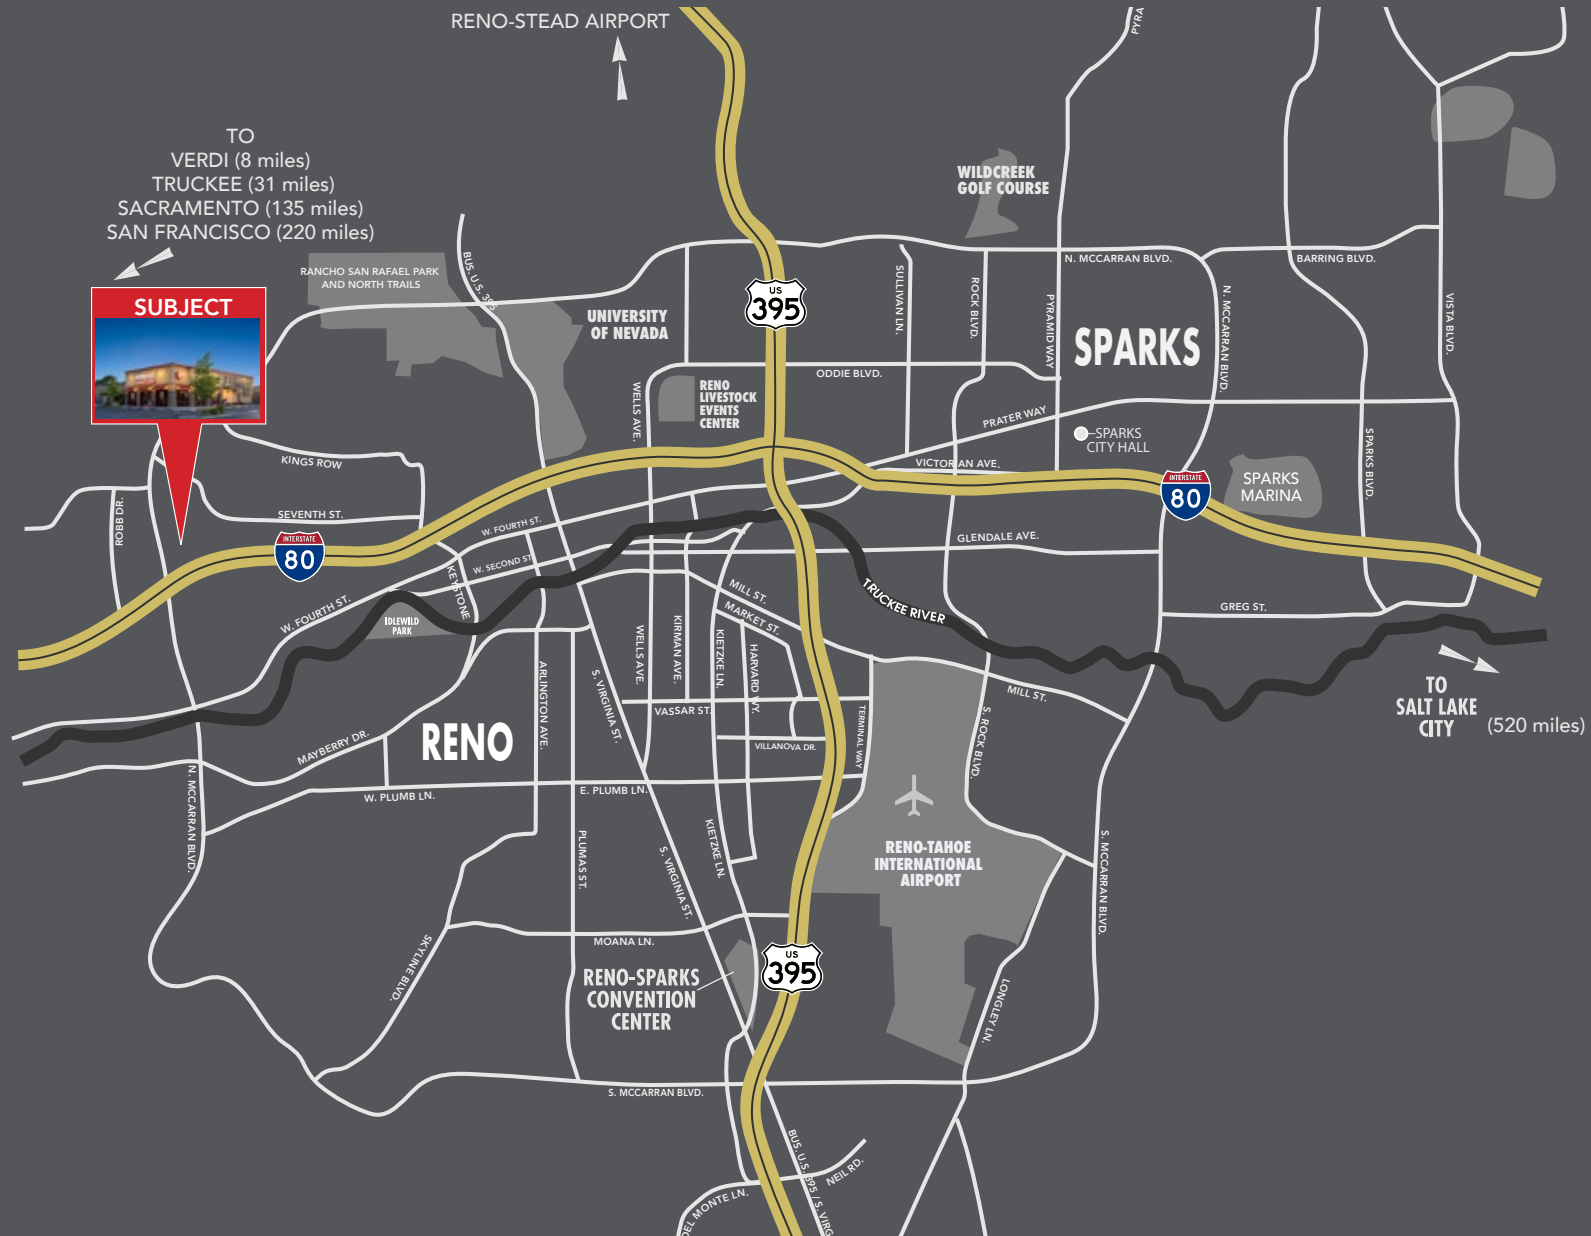 RENO-STEAD AIRPORT
PYRA
TO
VERDI (8 miles)
TRUCKEE (31 miles)
SACRAMENTO (135 miles)
SAN FRANCISCO (220 miles)
SUBJECT
RANCHO SAN RAFAEL PARK
AND NORTH TRAILS
BUS. U.S. 395
UNIVERSITY
OF NEVADA
US
395
WILDCREEK
GOLF COURSE
N. MCCARRAN BLVD.
BARRING BLVD.
SULLIVAN LN.
ROCK BLVD.
PYRAMID WAY
SPARKS
N. MCCARRAN BLVD.
VISTA BLVD.
ODDIE BLVD.
WELLS AVE.
RENO
LIVESTOCK
EVENTS
CENTER
PRATER WAY
SPARKS
CITY HALL
SPARKS BLVD.
KINGS ROW
VICTORIAN AVE.
INTERSTATE
80
SPARKS
MARINA
ROBB DR.
SEVENTH ST.
W. FOURTH ST.
INTERSTATE
80
GLENDALE AVE.
W. SECOND ST.
KEYSTONE
W. FOURTH ST.
IDLEWILD
PARK
MILL ST.
MARKET ST.
TRUCKEE RIVER
GREG ST.
WELLS AVE.
KIRMAN AVE.
KIETZKE LN.
HARVARD WY.
ARLINGTON AVE.
S. VIRGINIA ST.
VASSAR ST.
MILL ST.
TO
SALT LAKE
CITY
(520 miles)
RENO
MAYBERRY DR.
VILLANOVA DR.
TERMINAL WAY
S. ROCK BLVD.
N. MCCARRAN BLVD.
W. PLUMB LN.
E. PLUMB LN.
PLUMAS ST.
KIETZKE LN.
S. VIRGINIA ST.
RENO-TAHOE
INTERNATIONAL
AIRPORT
S. MCCARRAN BLVD.
SKYLINE BLVD.
MOANA LN.
RENO-SPARKS
CONVENTION
CENTER
US
395
LONGLEY LN.
S. MCCARRAN BLVD.
BUS. U.S. 395 / S. VIRG
NEIL RD.
DEL MONTE LN.